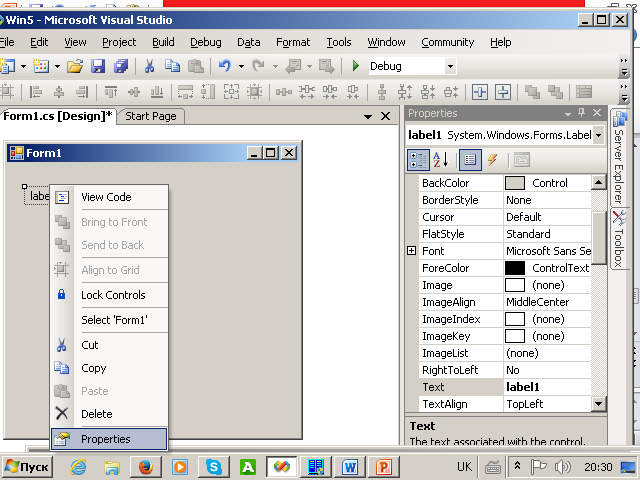 Win5 - Microsoft Visual Studio
File Edit View Project Build Debug Data Format Tools Window Community Help
Debug
Form1.cs [Design]* Start Page
Form1
View Code
Bring to Front
Send to Back
Align to Grid
Lock Controls
Select 'Form1'
Cut
Copy
Paste
Delete
Properties
Properties
label1 System.Windows.Forms.Label
BackColor Control
BorderStyle None
Cursor Default
FlatStyle Standard
Font Microsoft Sans Se
ForeColor ControlText
Image (none)
ImageAlign MiddleCenter
ImageIndex (none)
ImageKey (none)
ImageList (none)
RightToLeft No
Text label1
TextAlign TopLeft
Text
The text associated with the control.
Server Explorer
Toolbox
Пуск UK 20:30